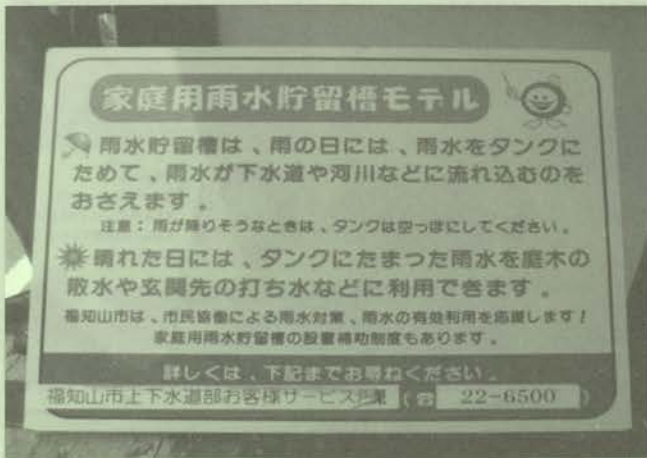 家庭用雨水貯留槽モデル
雨水貯留槽は、雨の日には、雨水をタンクに
ためて、雨水が下水道や河川などに流れ込むのを
おさえます。
注意：雨が降りそうなときは、タンクは空っぽにしてください。
晴れた日には、タンクにたまった雨水を庭木の
散水や玄関先の打ち水などに利用できます。
福知山市は、市民協働による雨水対策、雨水の有効利用を応援します！
家庭用雨水貯留槽の設置補助制度もあります。
詳しくは、下記までお尋ねください。
福知山市上下水道部お客様サービス課 （☎ 22-6500 ）